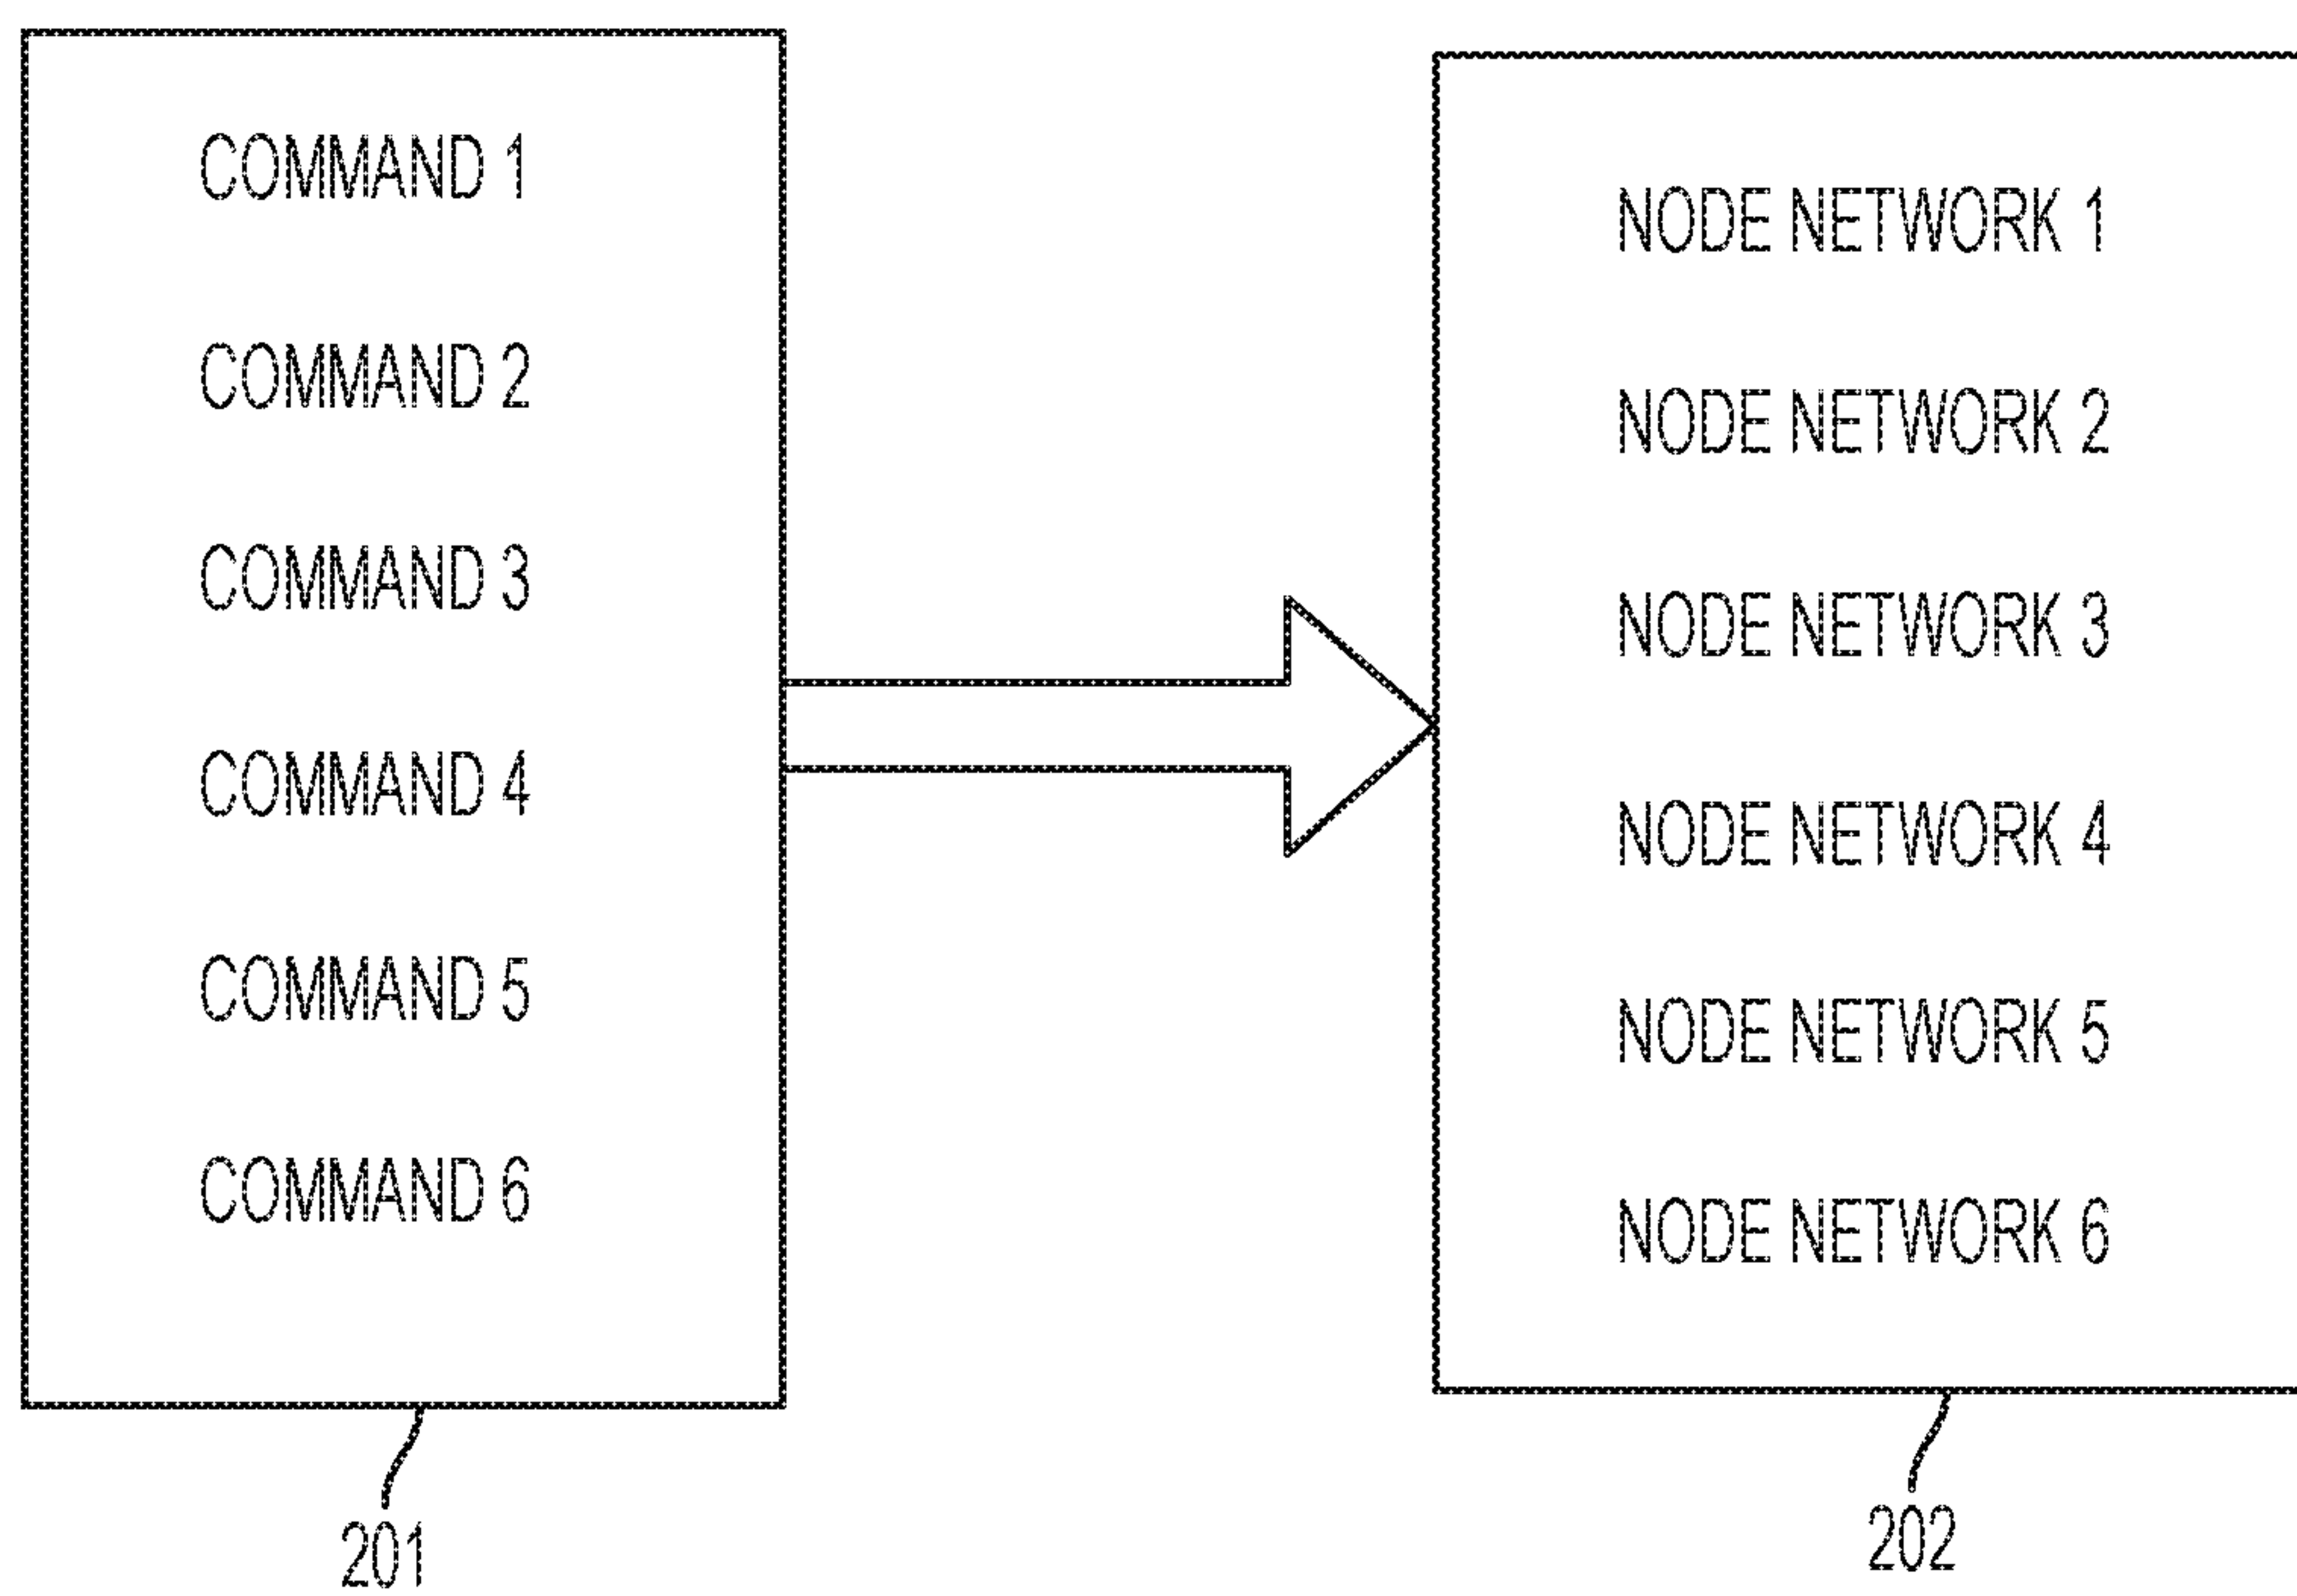 COMMAND 1
COMMAND 2
COMMAND 3
COMMAND 4
COMMAND 5
COMMAND 6
201
NODE NETWORK 1
NODE NETWORK 2
NODE NETWORK 3
NODE NETWORK 4
NODE NETWORK 5
NODE NETWORK 6
202